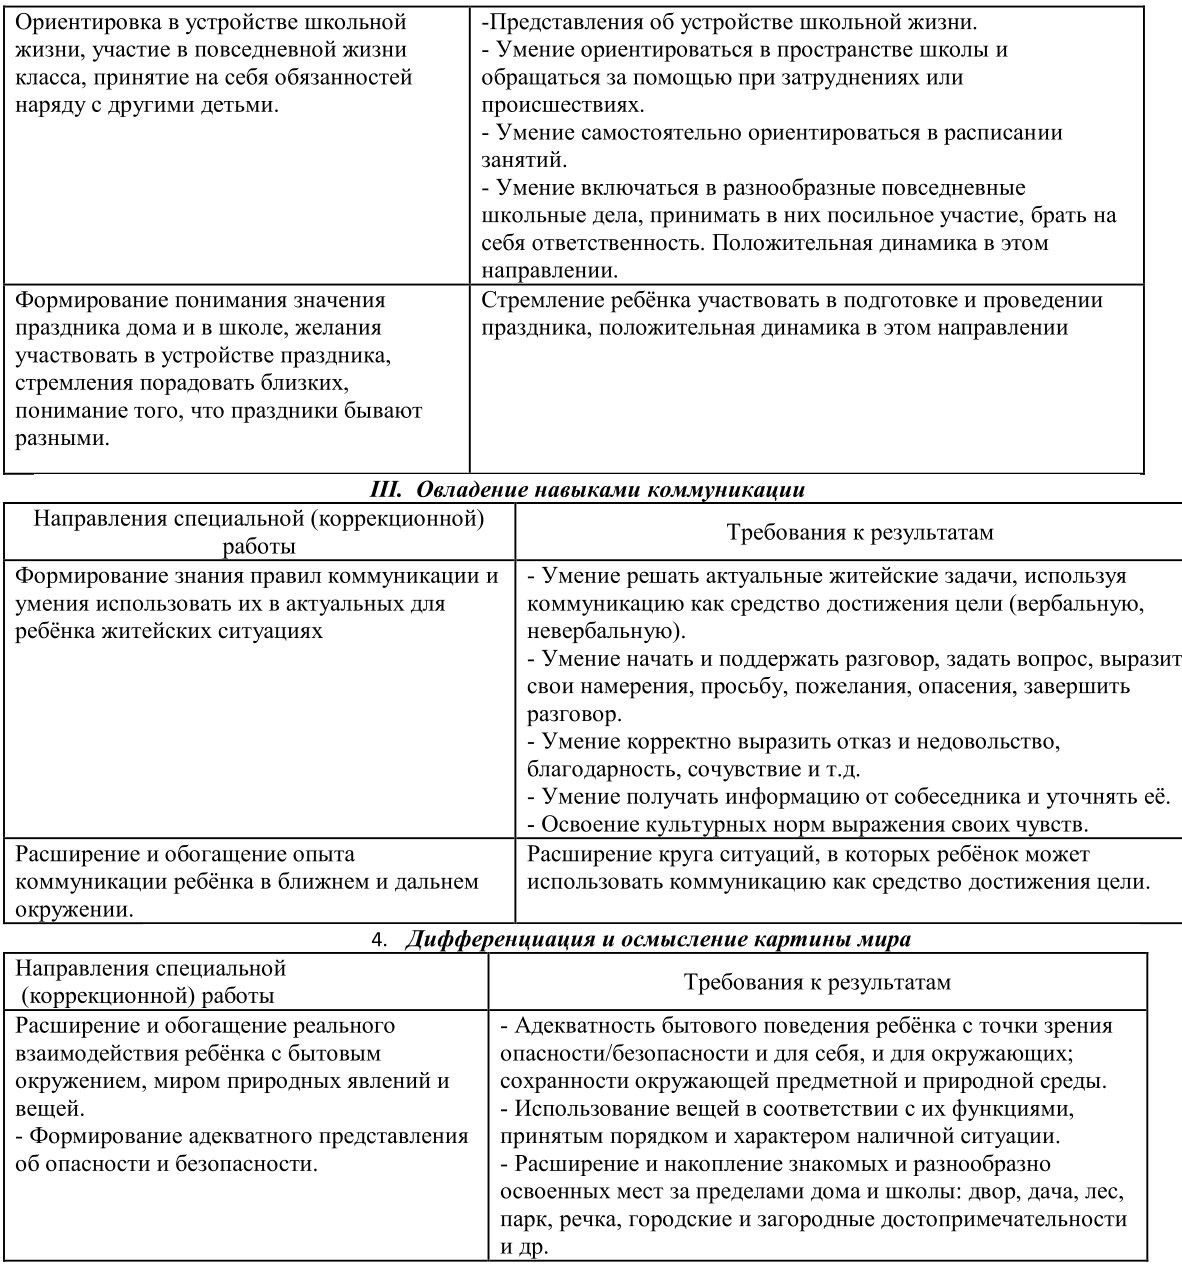 Ориентировка в устройстве школьной
жизни, участие в повседневной жизни
класса, принятие на себя обязанностей
наряду с другими детьми.
-Представления об устройстве школьной жизни.
- Умение ориентироваться в пространстве школы и
обращаться за помощью при затруднениях или
происшествиях.
- Умение самостоятельно ориентироваться в расписании
занятий.
- Умение включаться в разнообразные повседневные
школьные дела, принимать в них посильное участие, брать на
себя ответственность. Положительная динамика в этом
направлении.
Формирование понимания значения
праздника дома и в школе, желания
участвовать в устройстве праздника,
стремления порадовать близких,
понимание того, что праздники бывают
разными.
Стремление ребёнка участвовать в подготовке и проведении
праздника, положительная динамика в этом направлении
III. Овладение навыками коммуникации
Направления специальной (коррекционной)
работы
Требования к результатам
Формирование знания правил коммуникации и
умения использовать их в актуальных для
ребёнка житейских ситуациях
- Умение решать актуальные житейские задачи, используя
коммуникацию как средство достижения цели (вербальную,
невербальную).
- Умение начать и поддержать разговор, задать вопрос, выразит
свои намерения, просьбу, пожелания, опасения, завершить
разговор.
- Умение корректно выразить отказ и недовольство,
благодарность, сочувствие и т.д.
- Умение получать информацию от собеседника и уточнять её.
- Освоение культурных норм выражения своих чувств.
Расширение и обогащение опыта
коммуникации ребёнка в ближнем и дальнем
окружении.
Расширение круга ситуаций, в которых ребёнок может
использовать коммуникацию как средство достижения цели.
4. Дифференциация и осмысление картины мира
Направления специальной
(коррекционной) работы
Требования к результатам
Расширение и обогащение реального
взаимодействия ребёнка с бытовым
окружением, миром природных явлений и
вещей.
- Формирование адекватного представления
об опасности и безопасности.
- Адекватность бытового поведения ребёнка с точки зрения
опасности/безопасности и для себя, и для окружающих;
сохранности окружающей предметной и природной среды.
- Использование вещей в соответствии с их функциями,
принятым порядком и характером наличной ситуации.
- Расширение и накопление знакомых и разнообразно
освоенных мест за пределами дома и школы: двор, дача, лес,
парк, речка, городские и загородные достопримечательности
и др.